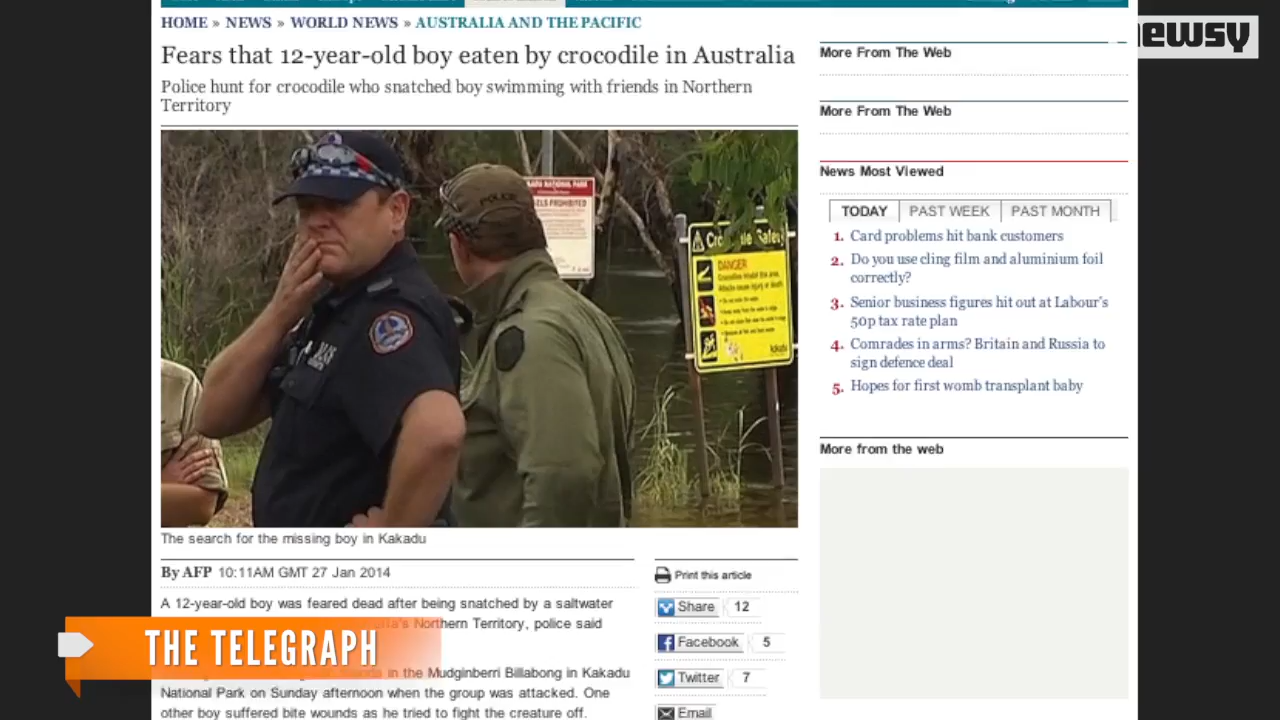 HOME » NEWS » WORLD NEWS » AUSTRALIA AND THE PACIFIC
newsy
Fears that 12-year-old boy eaten by crocodile in Australia
Police hunt for crocodile who snatched boy swimming with friends in Northern
Territory
POLICE
PROHIBITED
DANGER
kakadu
The search for the missing boy in Kakadu
By AFP 10:11AM GMT 27 Jan 2014
A 12-year-old boy was feared dead after being snatched by a saltwater
Northern Territory, police said
in the Mudginberri Billabong in Kakadu
National Park on Sunday afternoon when the group was attacked. One
other boy suffered bite wounds as he tried to fight the creature off.
THE TELEGRAPH
Print this article
Share 12
Facebook 5
Twitter 7
Email
More From The Web
More From The Web
News Most Viewed
TODAY PAST WEEK PAST MONTH
1. Card problems hit bank customers
2. Do you use cling film and aluminium foil
correctly?
3. Senior business figures hit out at Labour's
50p tax rate plan
4. Comrades in arms? Britain and Russia to
sign defence deal
5. Hopes for first womb transplant baby
More from the web